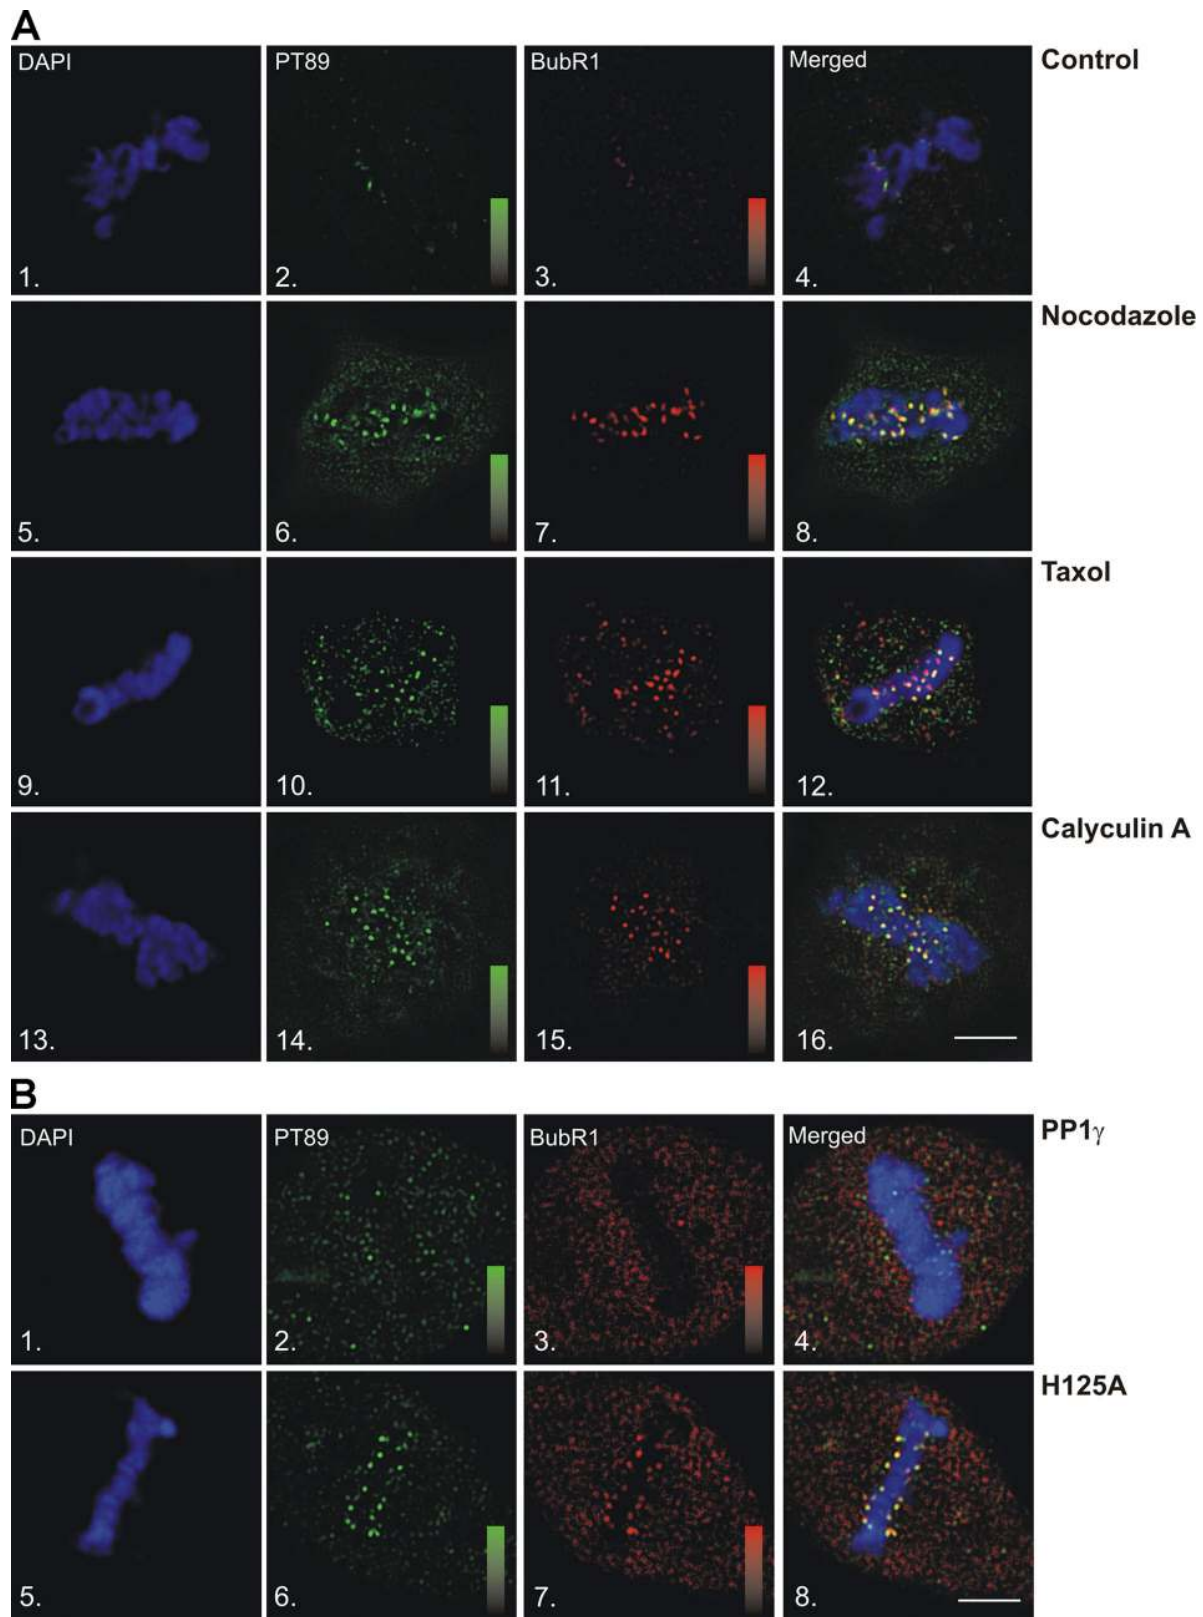 A
DAPI PT89 BubR1 Merged Control
1. 2. 3. 4.
Nocodazole
5. 6. 7. 8.
Taxol
9. 10. 11. 12.
Calyculin A
13. 14. 15. 16.
B
DAPI PT89 BubR1 Merged PP1γ
1. 2. 3. 4.
H125A
5. 6. 7. 8.